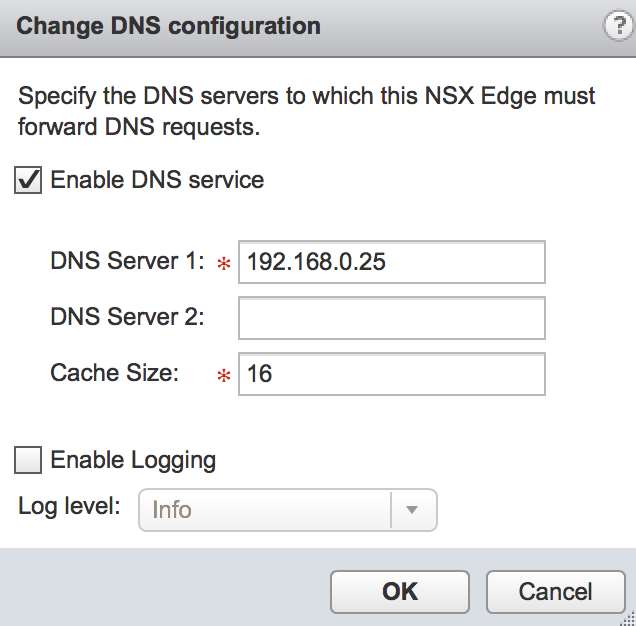 Change DNS configuration
?
Specify the DNS servers to which this NSX Edge must
forward DNS requests.
Enable DNS service
DNS Server 1: * 192.168.0.25
DNS Server 2:
Cache Size: * 16
Enable Logging
Log level: Info
OK Cancel